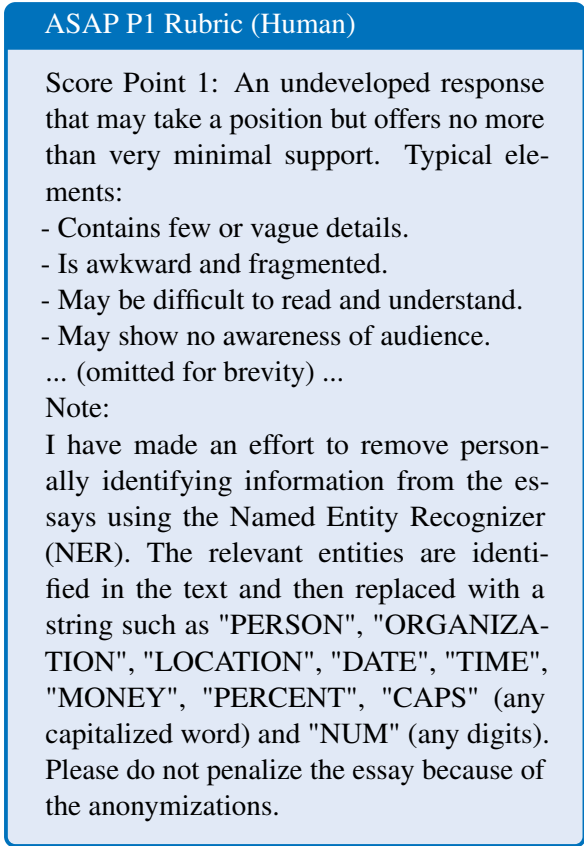 ASAP P1 Rubric (Human)
Score Point 1: An undeveloped response
that may take a position but offers no more
than very minimal support. Typical ele-
ments:
- Contains few or vague details.
- Is awkward and fragmented.
- May be difficult to read and understand.
- May show no awareness of audience.
... (omitted for brevity) ...
Note:
I have made an effort to remove person-
ally identifying information from the es-
says using the Named Entity Recognizer
(NER). The relevant entities are identi-
fied in the text and then replaced with a
string such as "PERSON", "ORGANIZA-
TION", "LOCATION", "DATE", "TIME",
"MONEY", "PERCENT", "CAPS" (any
capitalized word) and "NUM" (any digits).
Please do not penalize the essay because of
the anonymizations.